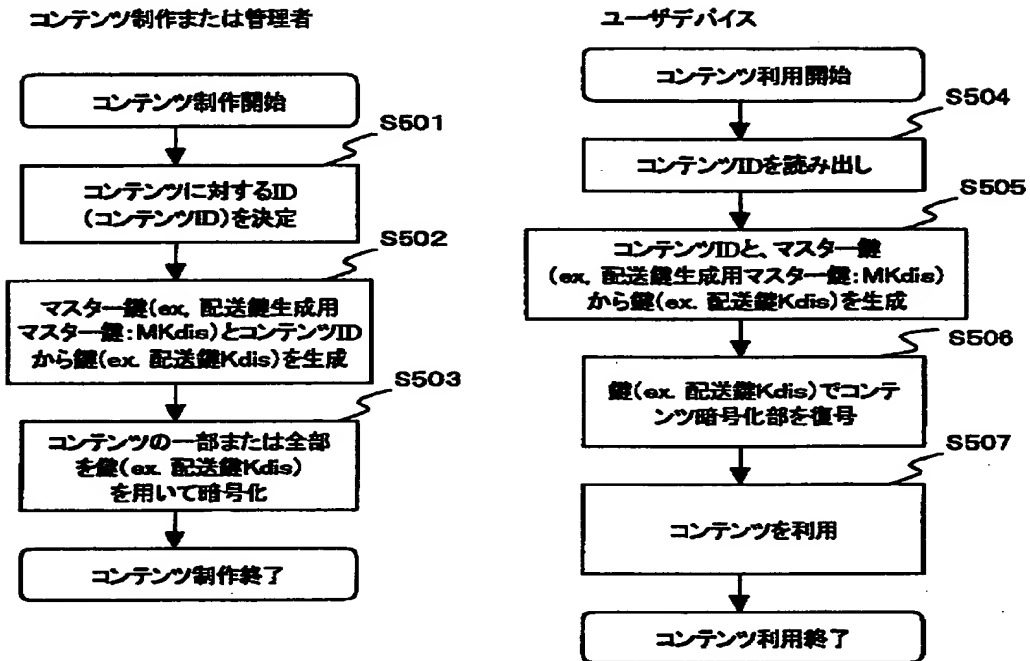 コンテンツ制作または管理者
コンテンツ制作開始
S501
コンテンツに対するID
(コンテンツID)を決定
S502
マスター鍵(ex, 配送鍵生成用
マスター鍵:MKdis)とコンテンツID
から鍵(ex. 配送鍵Kdis)を生成
S503
コンテンツの一部または全部
を鍵(ex. 配送鍵Kdis)
を用いて暗号化
コンテンツ制作終了
ユーザデバイス
コンテンツ利用開始
S504
コンテンツIDを読み出し
S505
コンテンツIDと、マスター鍵
(ex, 配送鍵生成用マスター鍵:MKdis)
から鍵(ex. 配送鍵Kdis)を生成
S506
鍵(ex. 配送鍵Kdis)でコンテ
ンツ暗号化部を復号
S507
コンテンツを利用
コンテンツ利用終了